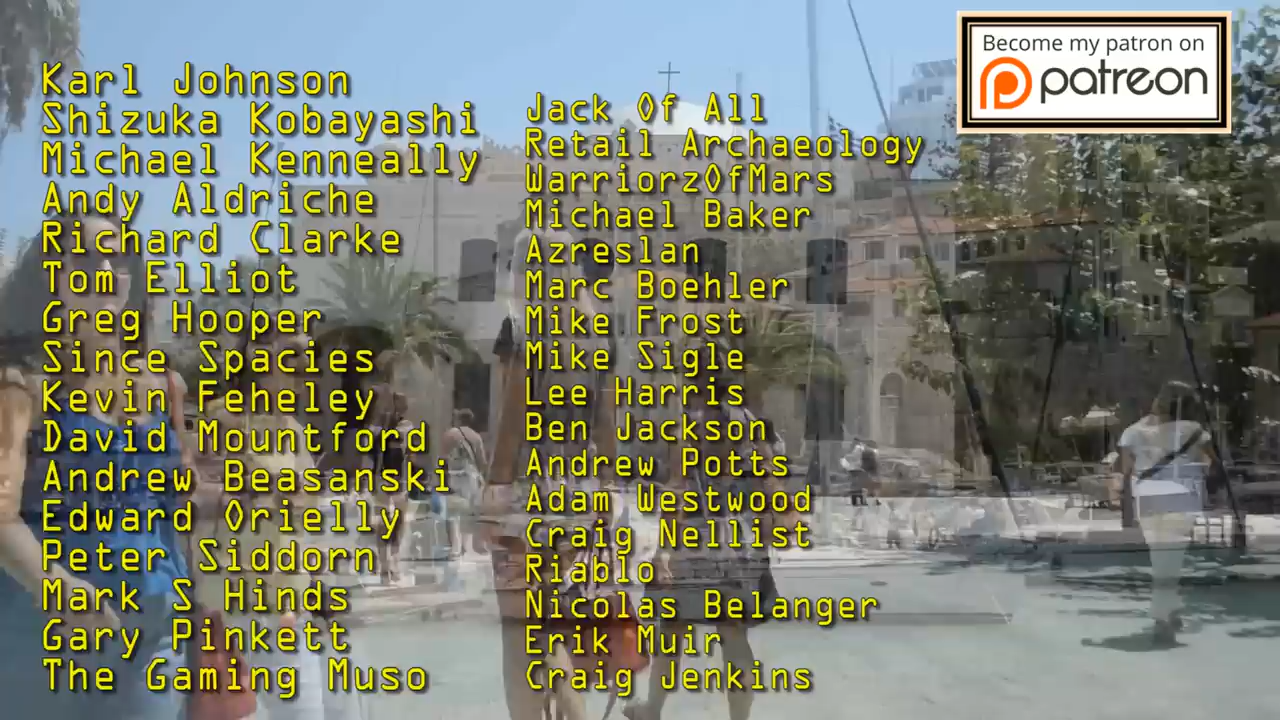 Karl Johnson
Shizuka Kobayashi
Michael Kenneally
Andy Aldriche
Richard Clarke
Tom Elliot
Greg Hooper
Since Spacies
Kevin Feheley
David Mountford
Andrew Beasanski
Edward Orielly
Peter Siddorn
Mark S Hinds
Gary Pinkett
The Gaming Muso
Jack Of All
Retail Archaeology
WarriorzOfMars
Michael Baker
Azreslan
Marc Boehler
Mike Frost
Mike Sigle
Lee Harris
Ben Jackson
Andrew Potts
Adam Westwood
Craig Nellist
Riablo
Nicolas Belanger
Erik Muir
Craig Jenkins
Become my patron on
patreon